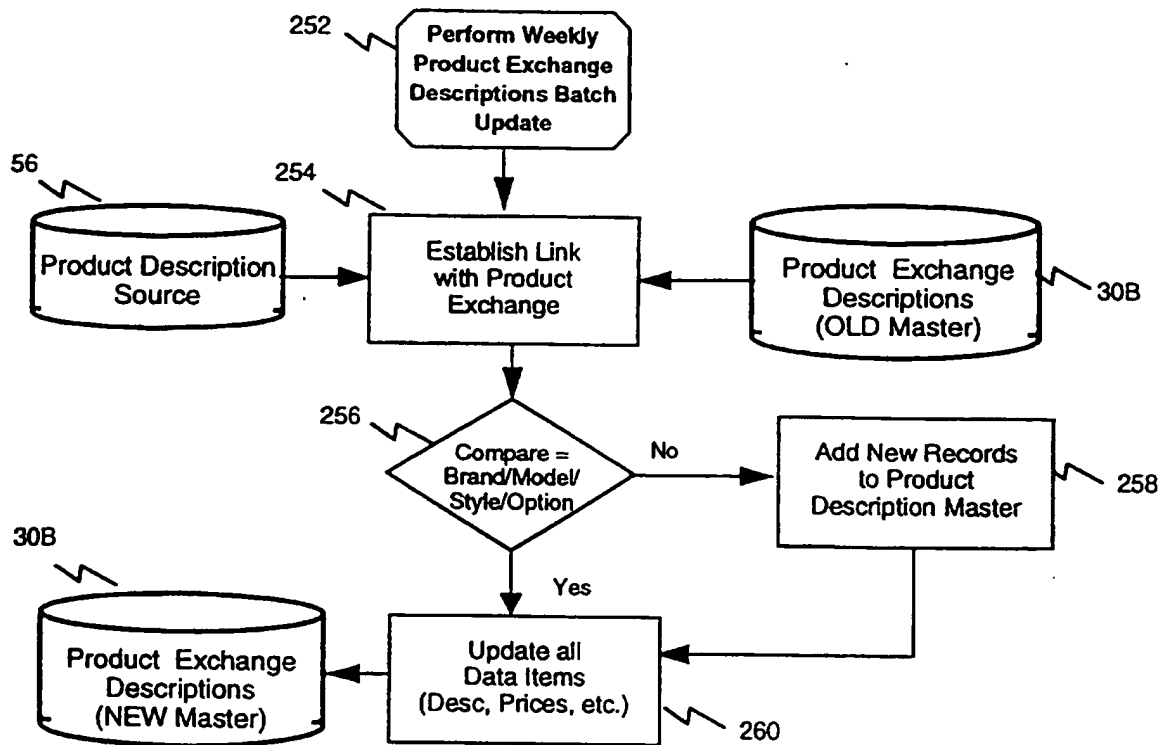 252
Perform Weekly
Product Exchange
Descriptions Batch
Update
56
254
Product Description
Source
Establish Link
with Product
Exchange
Product Exchange
Descriptions
(OLD Master)
30B
256
Compare =
Brand/Model/
Style/Option
No
Add New Records
to Product
Description Master
258
30B
Yes
Product Exchange
Descriptions
(NEW Master)
Update all
Data Items
(Desc, Prices, etc.)
260